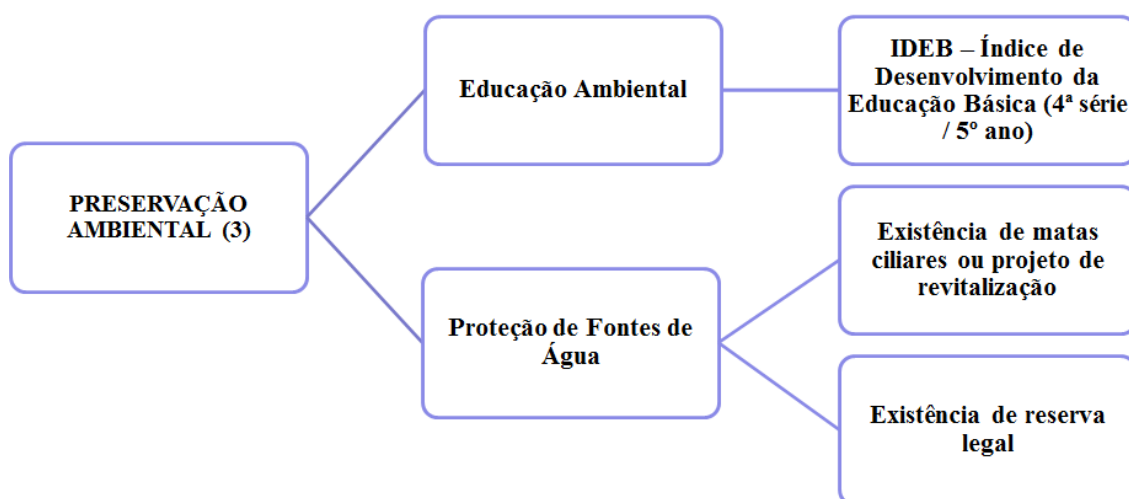 PRESERVAÇÃO
AMBIENTAL (3)
Educação Ambiental
IDEB – Índice de
Desenvolvimento da
Educação Básica (4ª série
/ 5º ano)
Proteção de Fontes de
Água
Existência de matas
ciliares ou projeto de
revitalização
Existência de reserva
legal